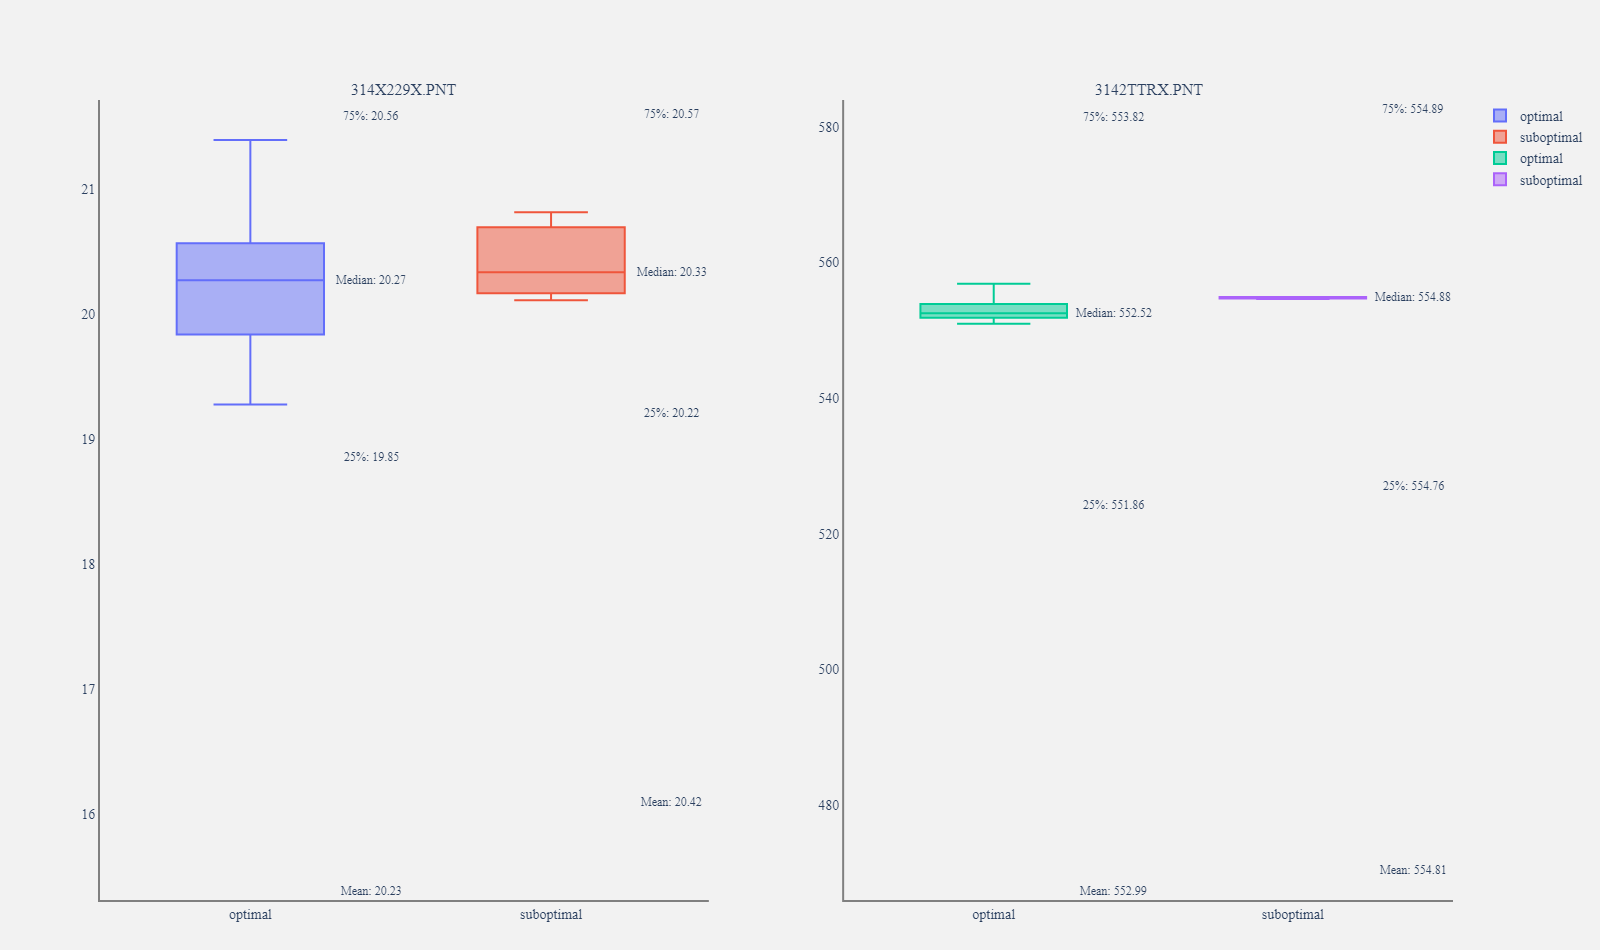 314X229X.PNT
75%: 20.56
75%: 20.57
21
Median: 20.27
Median: 20.33
20
25%: 20.22
19
25%: 19.85
18
17
Mean: 20.42
16
Mean: 20.23
optimal
suboptimal
3142TTRX.PNT
75%: 553.82
75%: 554.89
580
560
Median: 552.52
Median: 554.88
540
25%: 554.76
25%: 551.86
520
500
480
Mean: 554.81
Mean: 552.99
optimal
suboptimal
optimal
suboptimal
optimal
suboptimal